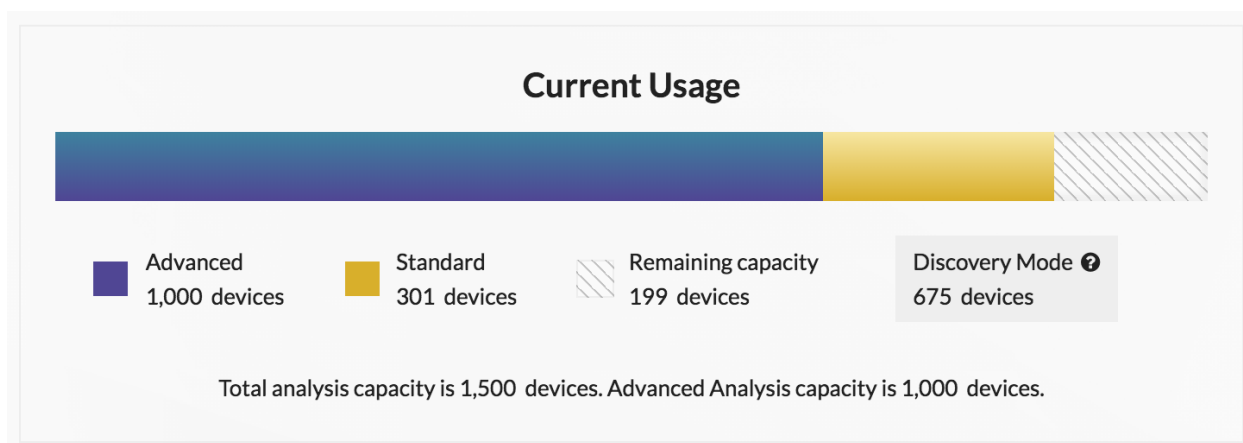 Current Usage
Advanced
1,000 devices
Standard
301 devices
Remaining capacity
199 devices
Discovery Mode ?
675 devices
Total analysis capacity is 1,500 devices. Advanced Analysis capacity is 1,000 devices.